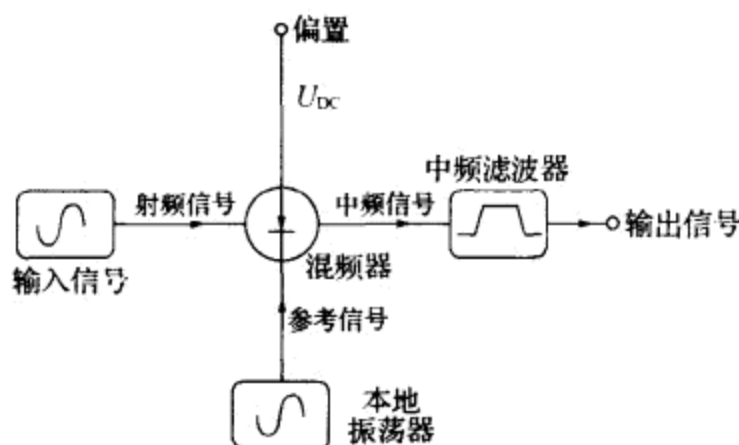 偏置
U_DC
中频滤波器
射频信号
中频信号
输出信号
输入信号
混频器
参考信号
本地
振荡器